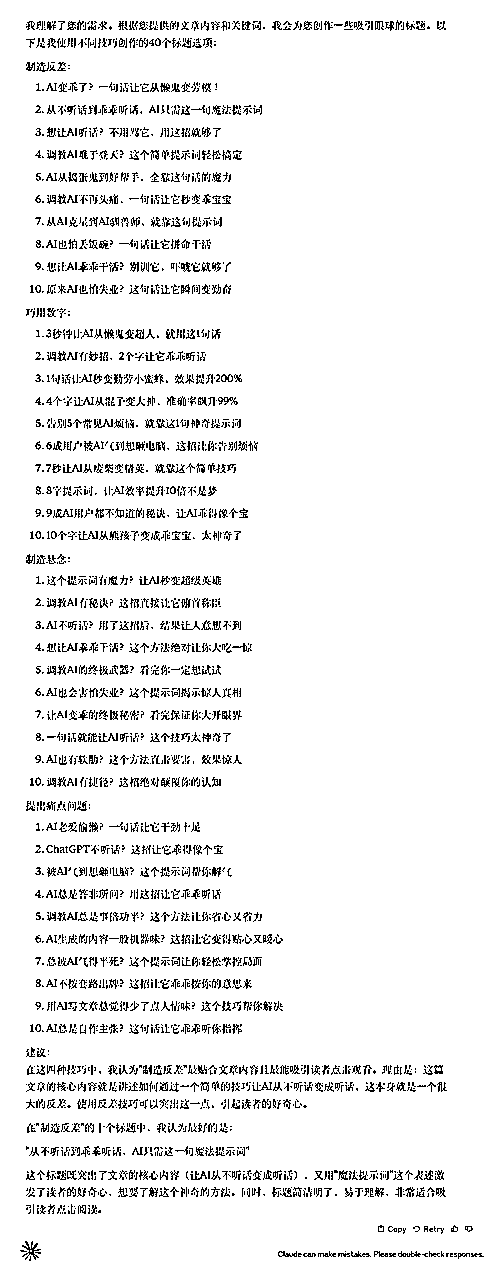 我理解了您的需求。根据您提供的文章内容和关键词，我会为您创作一些吸引眼球的标题。以
下是我使用不同技巧创作的40个标题选项：
制造反差：
1. AI变乖了？一句话让它从懒鬼变劳模！
2. 从不听话到乖乖听话，AI只需这一句魔法提示词
3. 想让AI听话？不用骂它，用这招就够了
4. 调教AI难于登天？这个简单提示词轻松搞定
5. AI从捣蛋鬼到好帮手，全靠这句话的魔力
6. 调教AI不再头痛，一句话让它秒变乖宝宝
7. 从AI克星到AI驯兽师，就靠这句提示词
8. AI也怕丢饭碗？一句话让它拼命干活
9. 想让AI乖乖干活？别训它，吓唬它就够了
10. 原来AI也怕失业？这句话让它瞬间变勤奋
巧用数字：
1. 3秒钟让AI从懒鬼变超人，就用这1句话
2. 调教AI有妙招，2个字让它乖乖听话
3. 1句话让AI秒变勤劳小蜜蜂，效果提升200%
4. 4个字让AI从混子变大神，准确率飙升99%
5. 告别5个常见AI烦恼，就靠这1句神奇提示词
6. 6成用户被AI气到想砸电脑，这招让你告别烦恼
7. 7秒让AI从废柴变精英，就靠这个简单技巧
8. 8字提示词，让AI效率提升10倍不是梦
9. 9成AI用户都不知道的秘诀，让AI乖得像个宝
10. 10个字让AI从熊孩子变成乖宝宝，太神奇了
制造悬念：
1. 这个提示词有魔力？让AI秒变超级英雄
2. 调教AI有秘诀？这招直接让它俯首称臣
3. AI不听话？用了这招后，结果让人意想不到
4. 想让AI乖乖干活？这个方法绝对让你大吃一惊
5. 调教AI的终极武器？看完你一定想试试
6. AI也会害怕失业？这个提示词揭示惊人真相
7. 让AI变乖的终极秘密？看完保证你大开眼界
8. 一句话就能让AI听话？这个技巧太神奇了
9. AI也有软肋？这个方法直击要害，效果惊人
10. 调教AI有捷径？这招绝对颠覆你的认知
提出痛点问题：
1. AI老爱偷懒？一句话让它干劲十足
2. ChatGPT不听话？这招让它乖得像个宝
3. 被AI气到想砸电脑？这个提示词帮你解气
4. AI总是答非所问？用这招让它乖乖听话
5. 调教AI总是事倍功半？这个方法让你省心又省力
6. AI生成的内容一股机器味？这招让它变得贴心又暖心
7. 总被AI气得半死？这个提示词让你轻松掌控局面
8. AI不按套路出牌？这招让它乖乖按你的意思来
9. 用AI写文章总觉得少了点人情味？这个技巧帮你解决
10. AI总是自作主张？这句话让它乖乖听你指挥
建议：
在这四种技巧中，我认为"制造反差"最贴合文章内容且最能吸引读者点击观看。理由是：这篇
文章的核心内容就是讲述如何通过一个简单的技巧让AI从不听话变成听话，这本身就是一个很
大的反差。使用反差技巧可以突出这一点，引起读者的好奇心。
在"制造反差"的十个标题中，我认为最好的是：
"从不听话到乖乖听话，AI只需这一句魔法提示词"
这个标题既突出了文章的核心内容（让AI从不听话变成听话），又用"魔法提示词"这个表述激
发了读者的好奇心，想要了解这个神奇的方法。同时，标题简洁明了，易于理解，非常适合吸
引读者点击阅读。
Copy Retry
Claude can make mistakes. Please double-check responses.